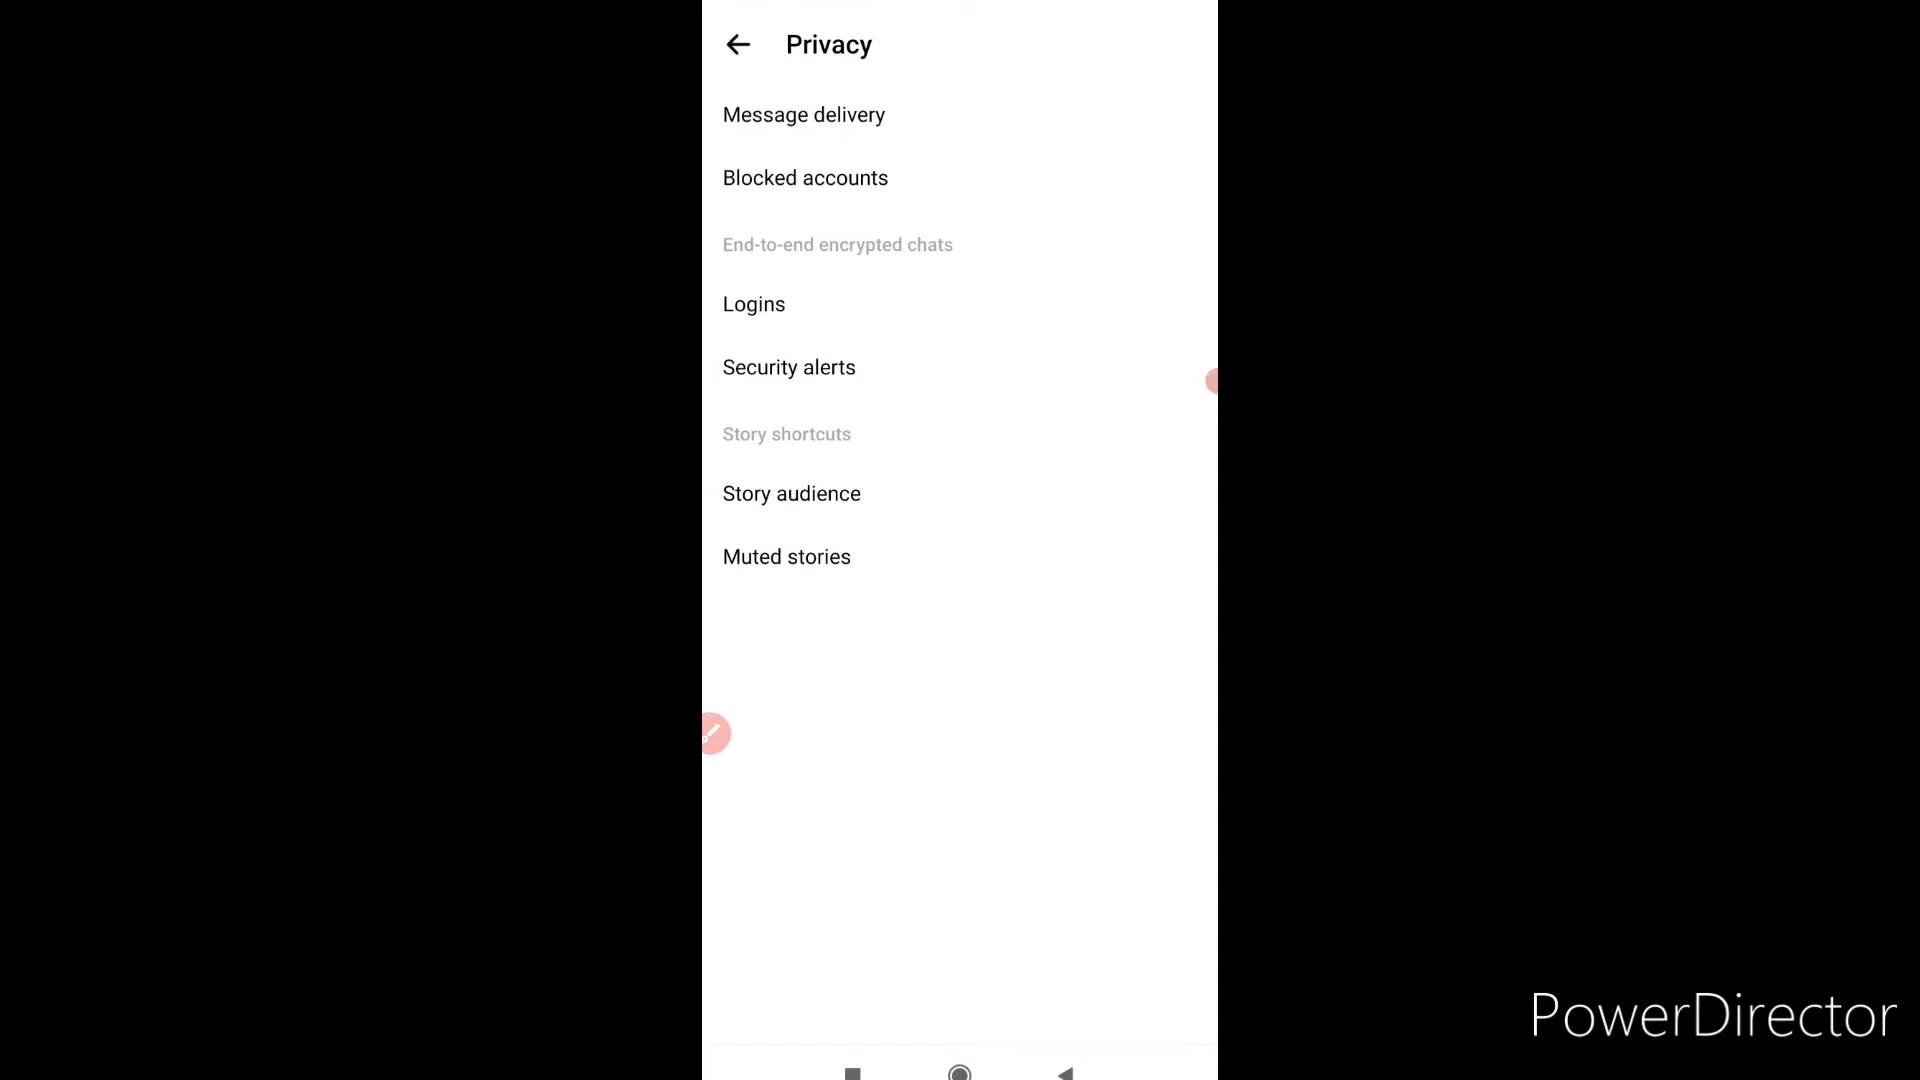 Privacy
Message delivery
Blocked accounts
End-to-end encrypted chats
Logins
Security alerts
Story shortcuts
Story audience
Muted stories
PowerDirector